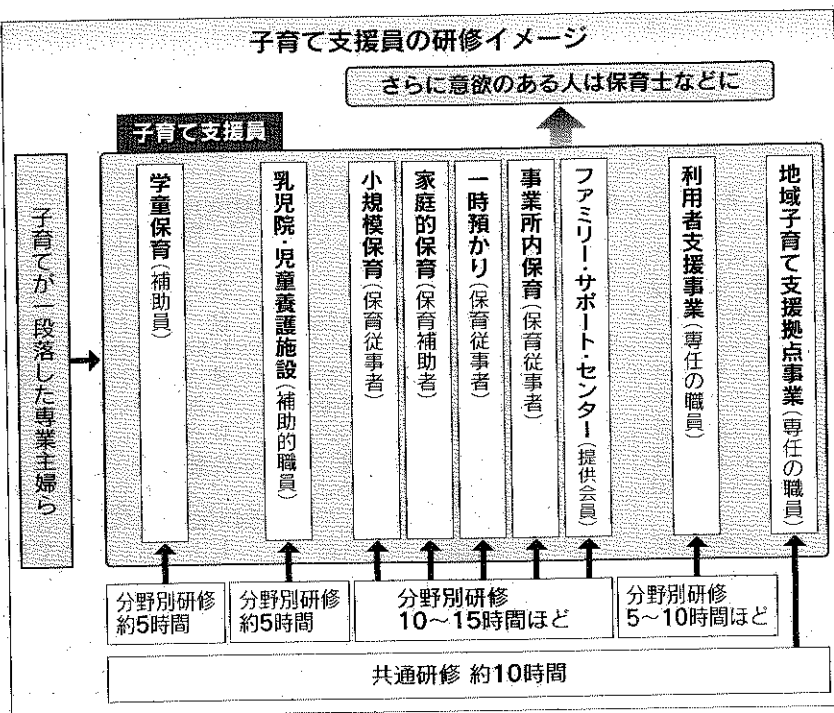 子育て支援員の研修イメージ
さらに意欲のある人は保育士などに
子育て支援員
子育てが一段落した専業主婦ら
学童保育(補助員)
乳児院・児童養護施設(補助的職員)
小規模保育(保育従事者)
家庭的保育(保育補助者)
一時預かり(保育従事者)
事業所内保育(保育従事者)
ファミリー・サポート・センター(提供会員)
利用者支援事業(専任の職員)
地域子育て支援拠点事業(専任の職員)
分野別研修
約5時間
分野別研修
約5時間
分野別研修
10〜15時間ほど
分野別研修
5〜10時間ほど
共通研修 約10時間